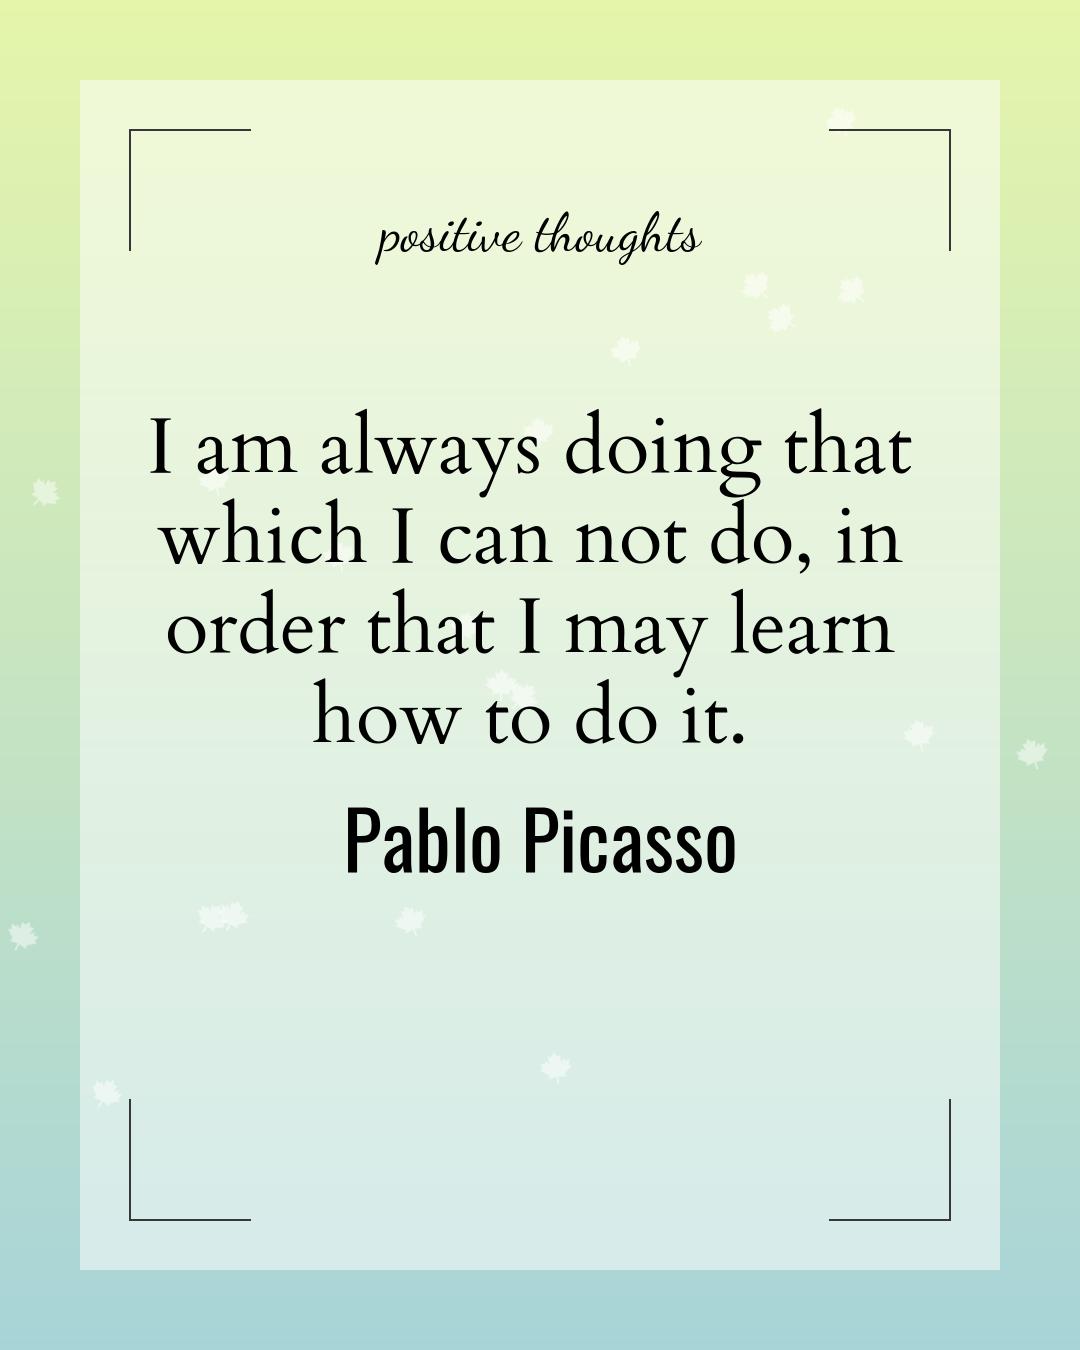 positive thoughts
I am always doing that
which I can not do, in
order that I may learn
how to do it.
Pablo Picasso